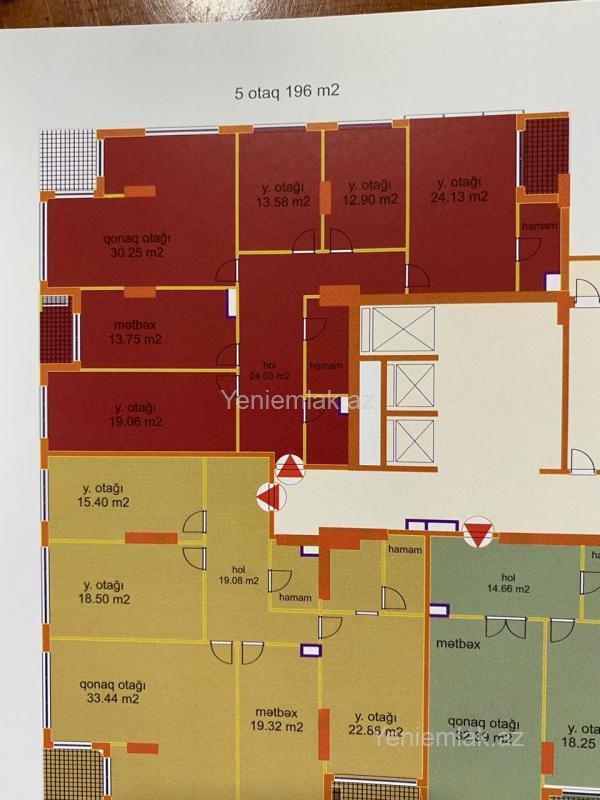 5 otaq 196 m2
y. otağı
13.58 m2
y. otağı
12.90 m2
y. otağı
24.13 m2
hamam
qonaq otağı
30.25 m2
mətbəx
13.75 m2
hol
24.03 m2
hamam
y. otağı
19.06 m2
Yeniemlak.az
y. otağı
15.40 m2
y. otağı
18.50 m2
hol
19.08 m2
hamam
hamam
hol
14.66 m2
mətbəx
qonaq otağı
33.44 m2
mətbəx
19.32 m2
y. otağı
22.86 m2
qonaq otağı
32.89 m2
18.25
Yeniemlak.az